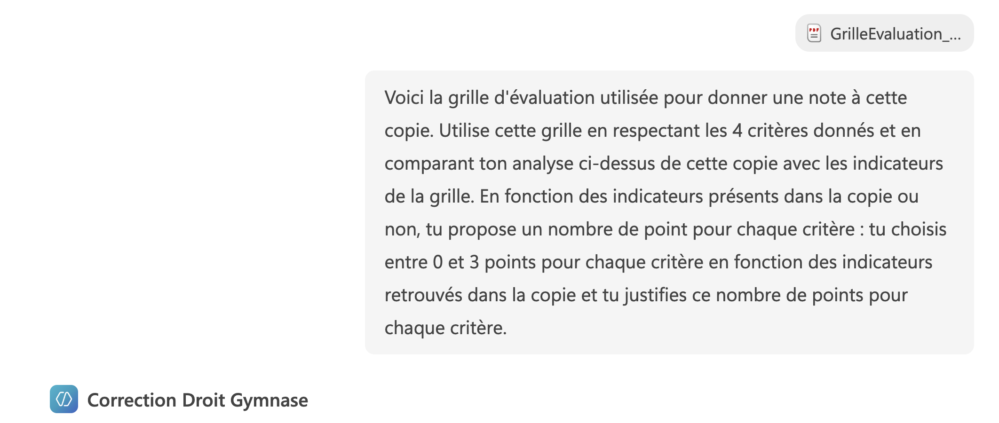 PDF GrilleEvaluation_...
Voici la grille d'évaluation utilisée pour donner une note à cette
copie. Utilise cette grille en respectant les 4 critères donnés et en
comparant ton analyse ci-dessus de cette copie avec les indicateurs
de la grille. En fonction des indicateurs présents dans la copie ou
non, tu propose un nombre de point pour chaque critère : tu choisis
entre 0 et 3 points pour chaque critère en fonction des indicateurs
retrouvés dans la copie et tu justifies ce nombre de points pour
chaque critère.
Correction Droit Gymnase